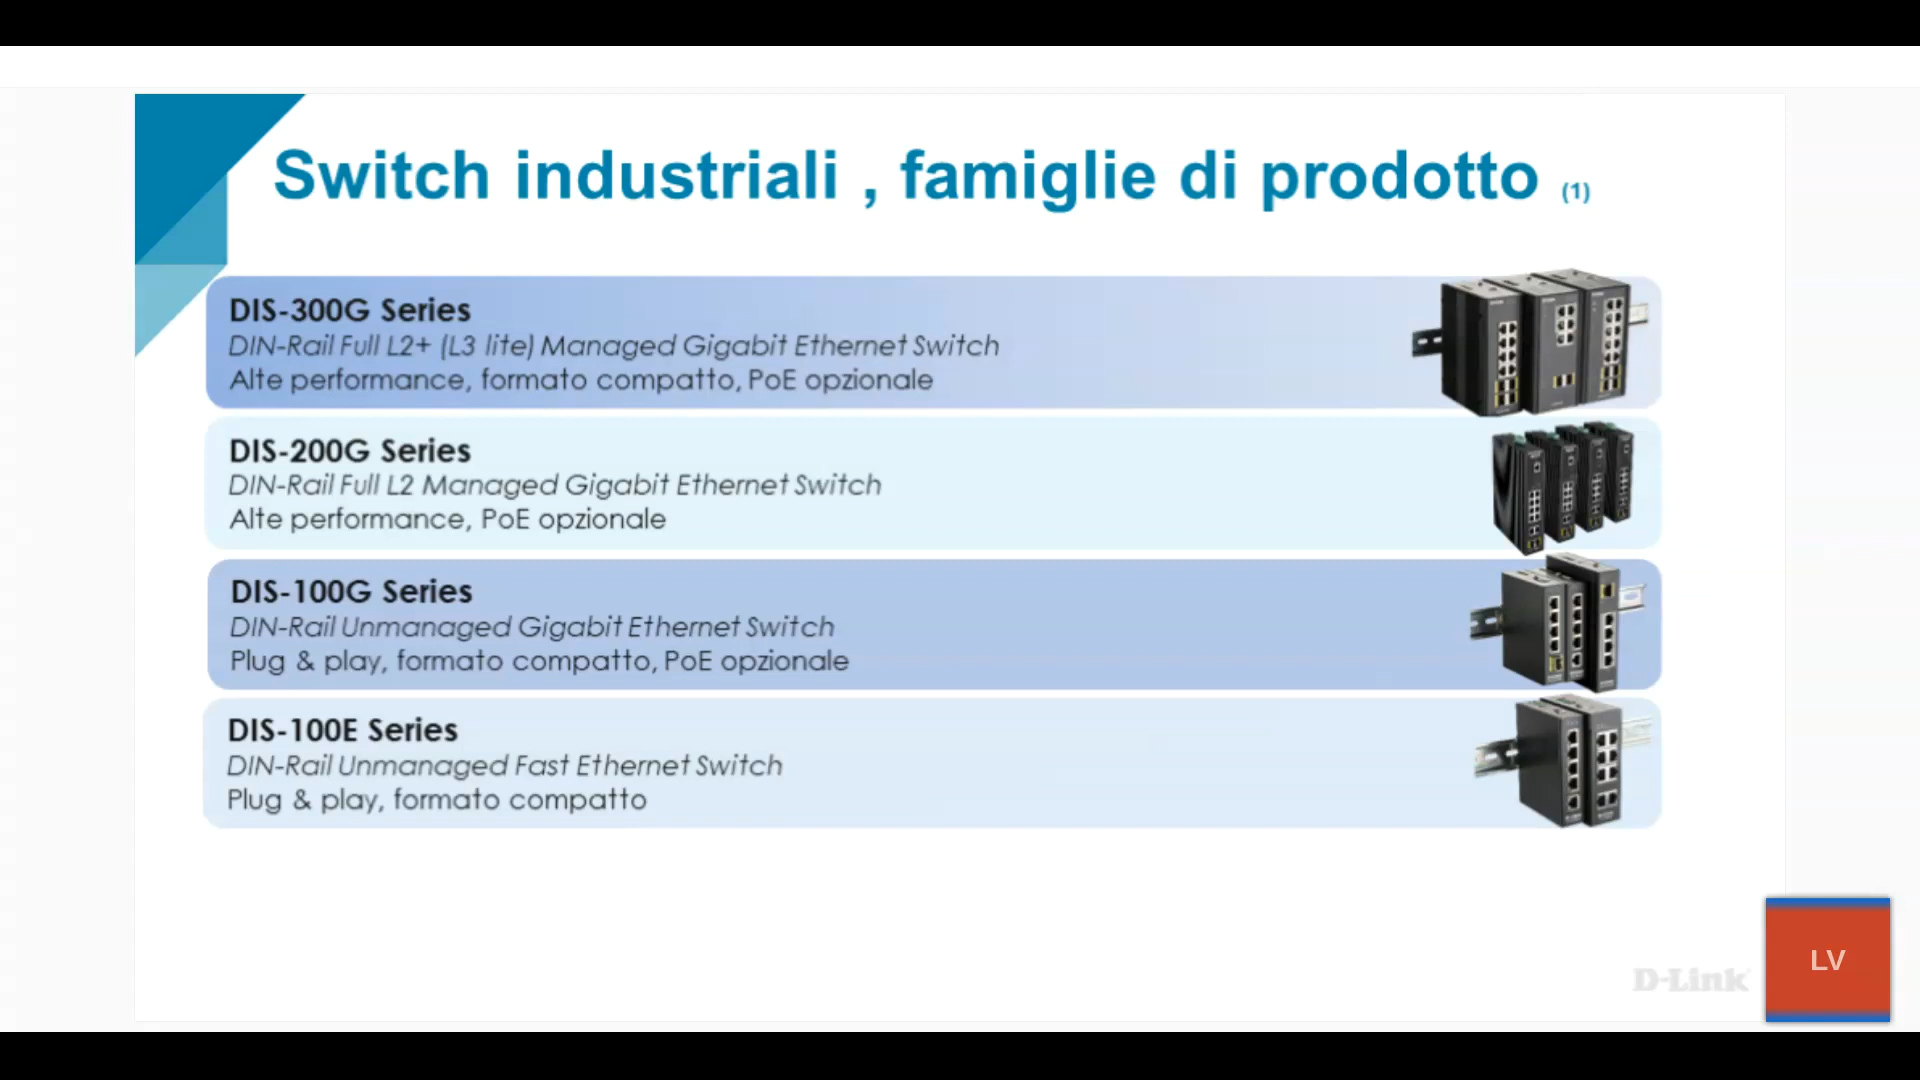 Switch industriali , famiglie di prodotto (1)
DIS-300G Series
DIN-Rail Full L2+ (L3 lite) Managed Gigabit Ethernet Switch
Alte performance, formato compatto, PoE opzionale
DIS-200G Series
DIN-Rail Full L2 Managed Gigabit Ethernet Switch
Alte performance, PoE opzionale
DIS-100G Series
DIN-Rail Unmanaged Gigabit Ethernet Switch
Plug & play, formato compatto, PoE opzionale
DIS-100E Series
DIN-Rail Unmanaged Fast Ethernet Switch
Plug & play, formato compatto
D-Link
LV